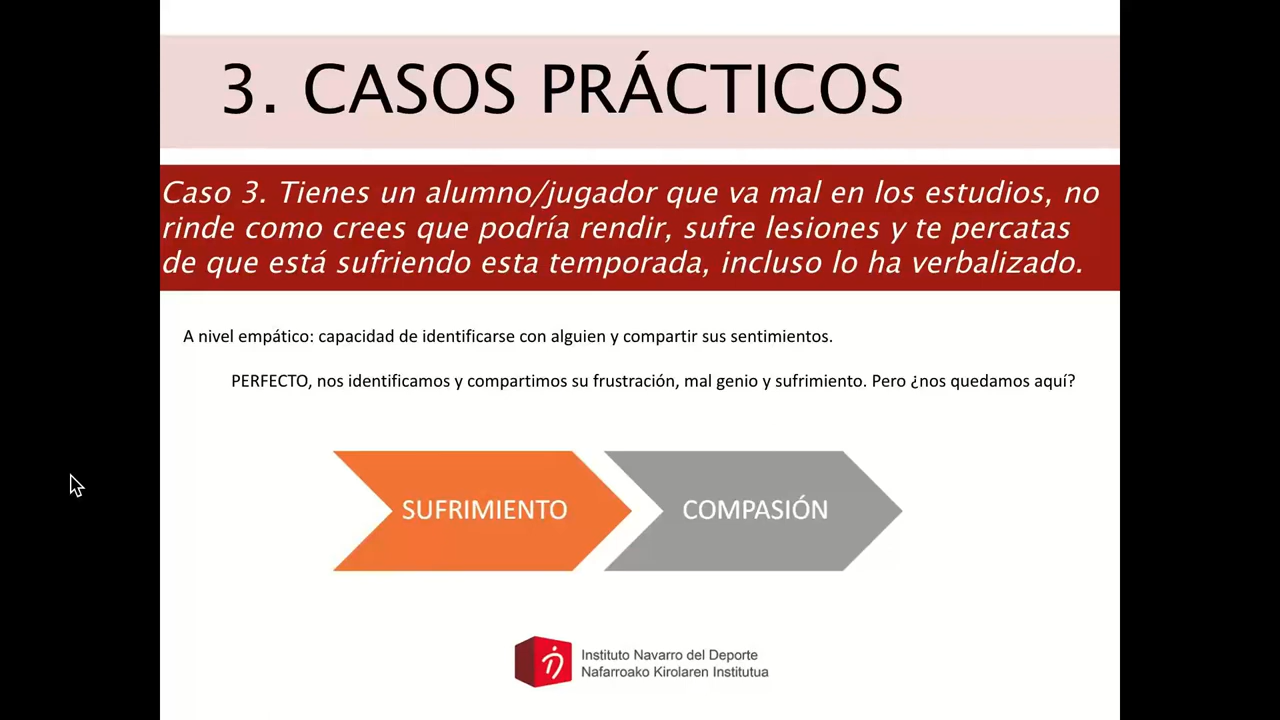 3. CASOS PRÁCTICOS
Caso 3. Tienes un alumno/jugador que va mal en los estudios, no
rinde como crees que podría rendir, sufre lesiones y te percatas
de que está sufriendo esta temporada, incluso lo ha verbalizado.
A nivel empático: capacidad de identificarse con alguien y compartir sus sentimientos.
PERFECTO, nos identificamos y compartimos su frustración, mal genio y sufrimiento. Pero ¿nos quedamos aquí?
SUFRIMIENTO
COMPASIÓN
Instituto Navarro del Deporte
Nafarroako Kirolaren Institutua